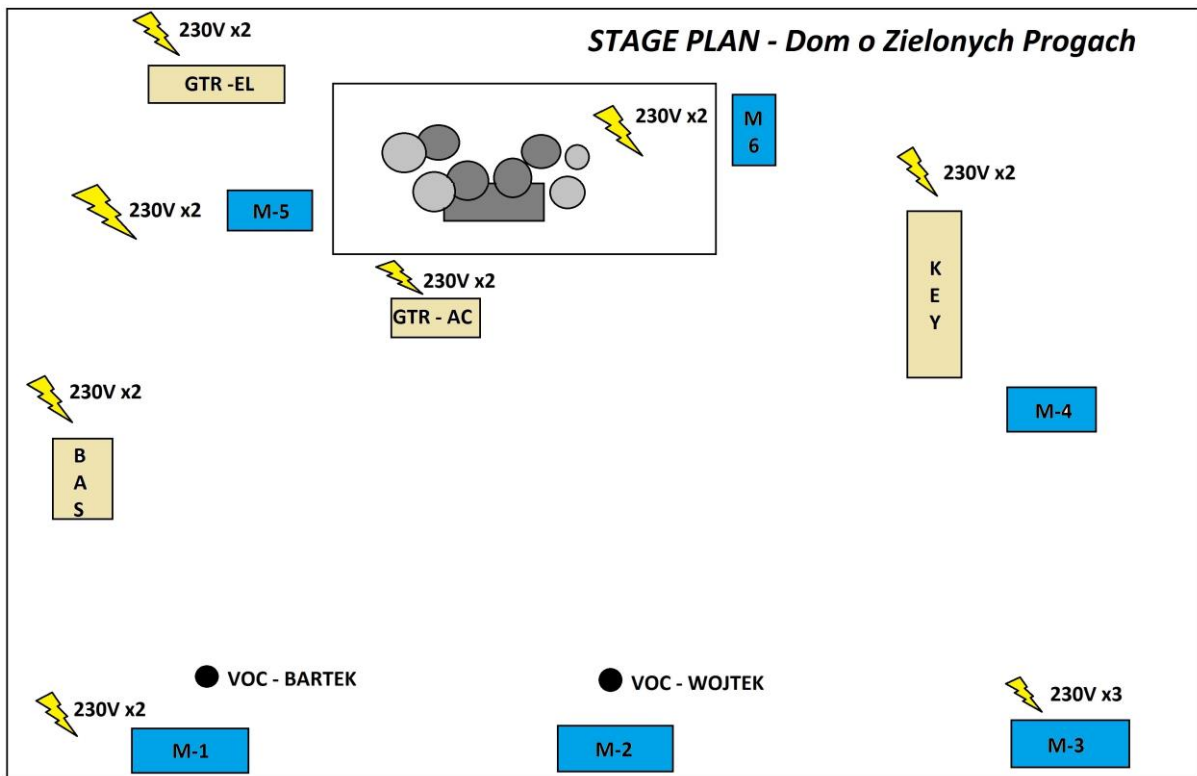 230V x2
STAGE PLAN - Dom o Zielonych Progach
GTR -EL
230V x2
M
6
230V x2
230V x2
M-5
K
E
Y
230V x2
GTR - AC
230V x2
M-4
B
A
S
VOC - BARTEK
VOC - WOJTEK
230V x2
230V x3
M-1
M-2
M-3